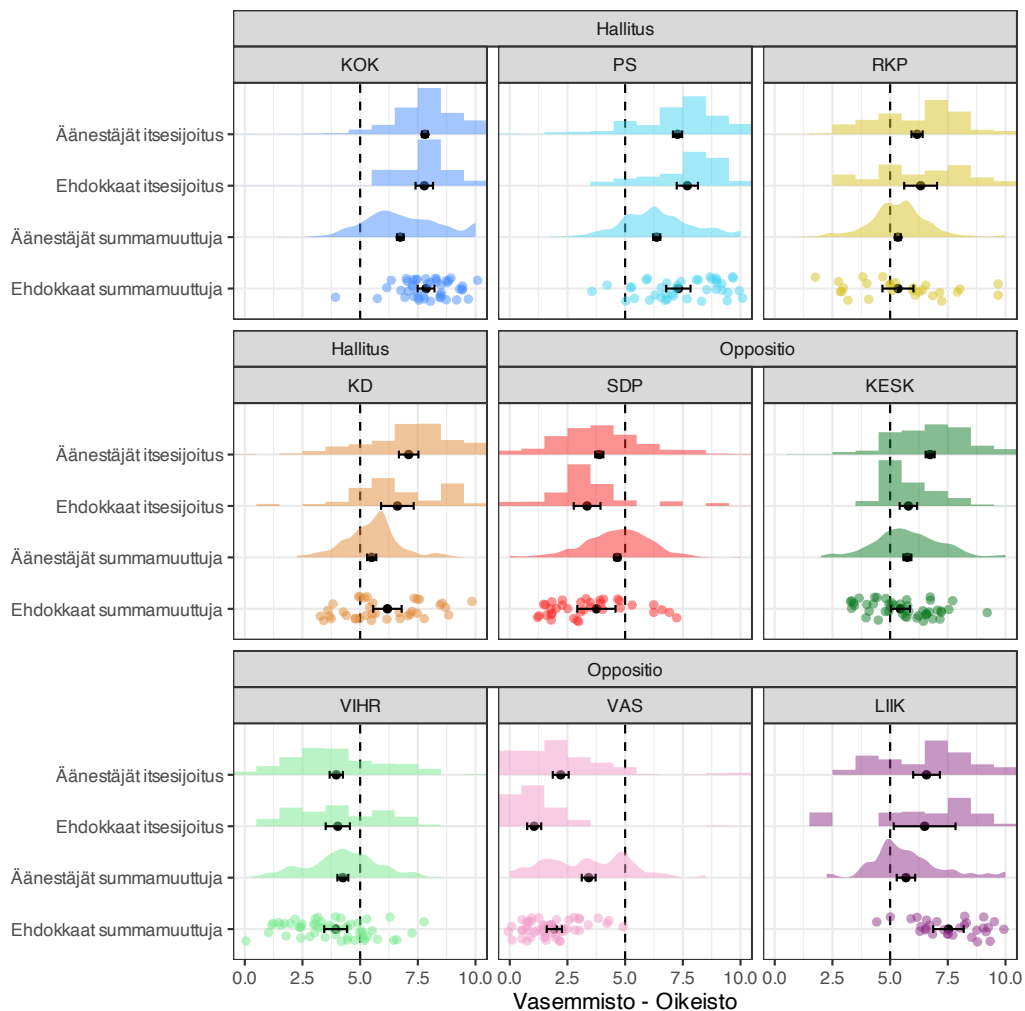 Hallitus
KOK PS RKP
Äänestäjät itsesijoitus
Ehdokkaat itsesijoitus
Äänestäjät summamuuttuja
Ehdokkaat summamuuttuja
Hallitus Oppositio
KD SDP KESK
Äänestäjät itsesijoitus
Ehdokkaat itsesijoitus
Äänestäjät summamuuttuja
Ehdokkaat summamuuttuja
Oppositio
VIHR VAS LIIK
Äänestäjät itsesijoitus
Ehdokkaat itsesijoitus
Äänestäjät summamuuttuja
Ehdokkaat summamuuttuja
0.0 2.5 5.0 7.5 10.0 0.0 2.5 5.0 7.5 10.0 0.0 2.5 5.0 7.5 10.0
Vasemmisto - Oikeisto